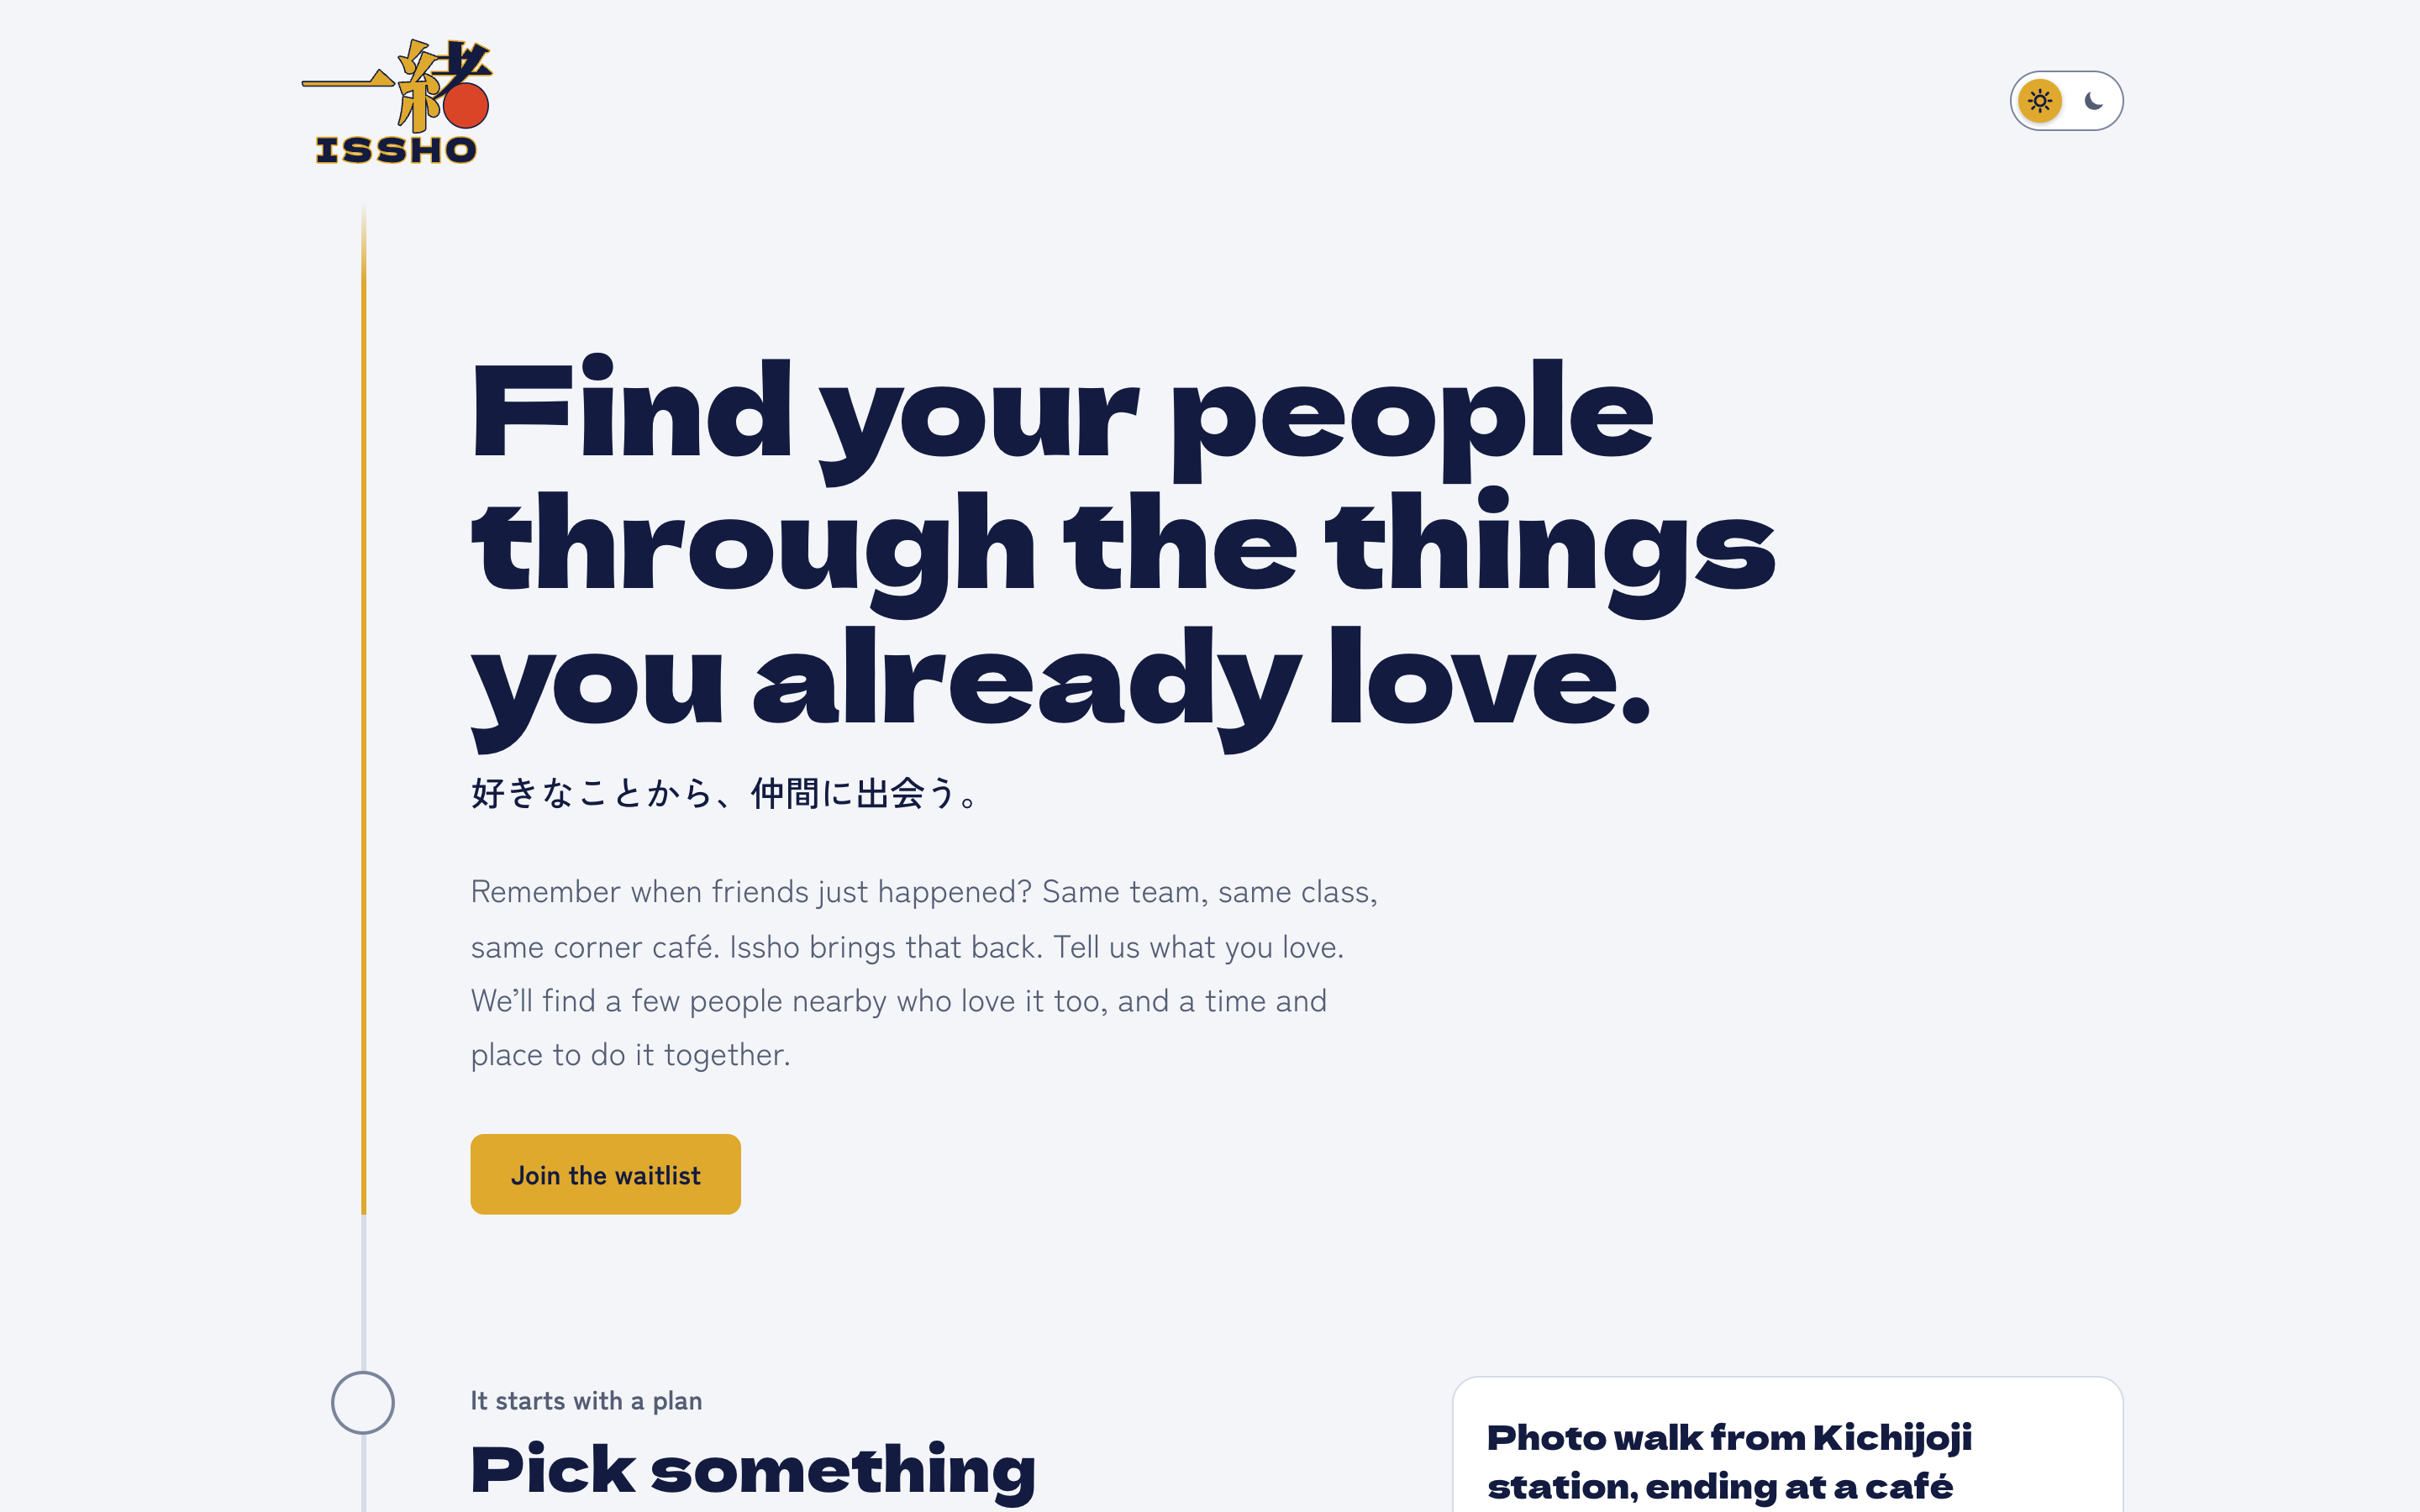 一緒
ISSHO
Find your people
through the things
you already love.
好きなことから、仲間に出会う。
Remember when friends just happened? Same team, same class,
same corner café. Issho brings that back. Tell us what you love.
We’ll find a few people nearby who love it too, and a time and
place to do it together.
Join the waitlist
It starts with a plan
Pick something
Photo walk from Kichijoji
station, ending at a café